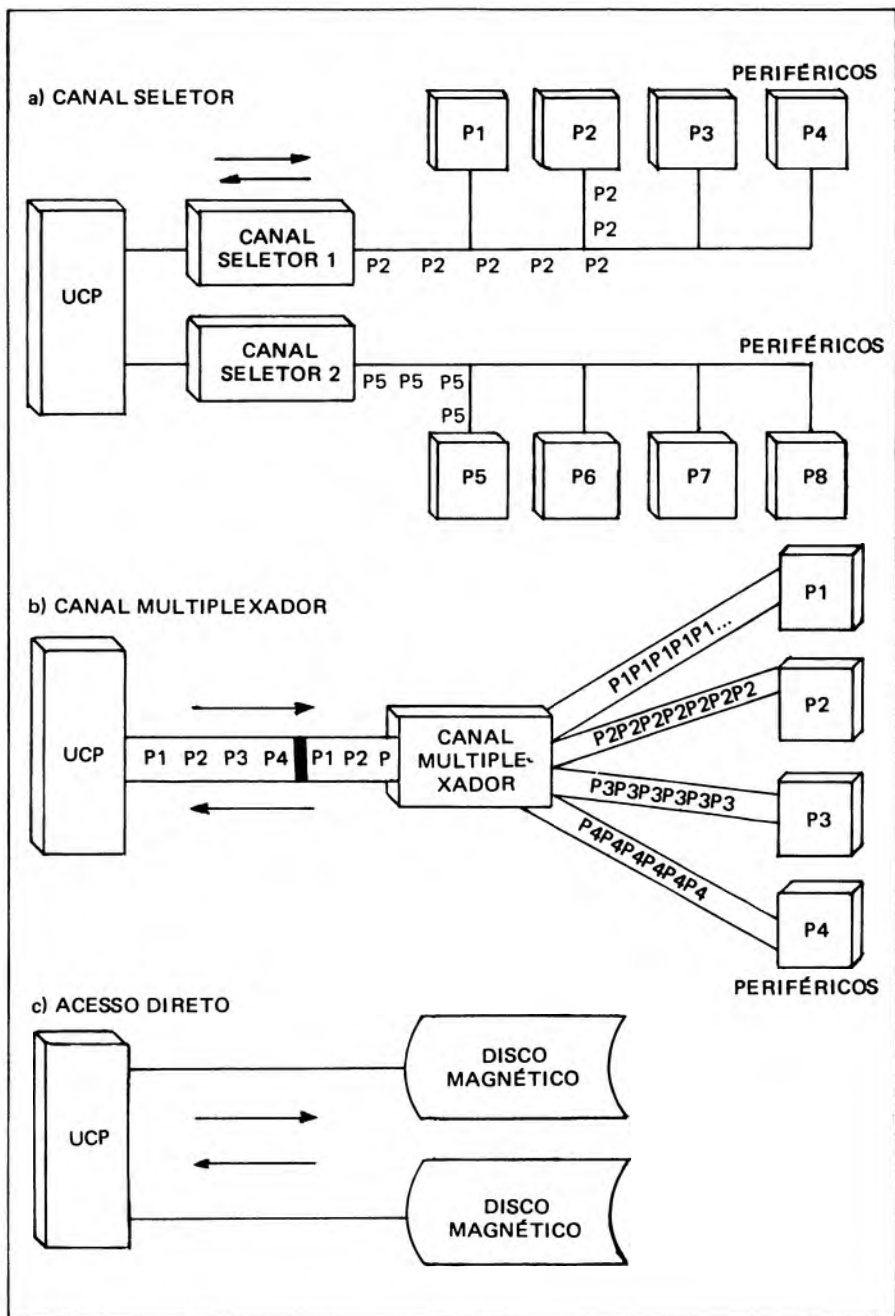 a) CANAL SELETOR
PERIFÉRICOS
P1
P2
P3
P4
P2
P2
UCP
CANAL
SELETOR 1
P2 P2 P2 P2 P2
CANAL
SELETOR 2
PERIFÉRICOS
P5 P5 P5
P5
P5
P6
P7
P8
b) CANAL MULTIPLEXADOR
UCP
P1 P2 P3 P4 P1 P2 P
CANAL
MULTIPLE-
XADOR
P1P1P1P1P1...
P1
P2P2P2P2P2P2P2
P2
P3P3P3P3P3P3
P3
P4P4P4P4P4P4
P4
PERIFÉRICOS
c) ACESSO DIRETO
UCP
DISCO
MAGNÉTICO
DISCO
MAGNÉTICO